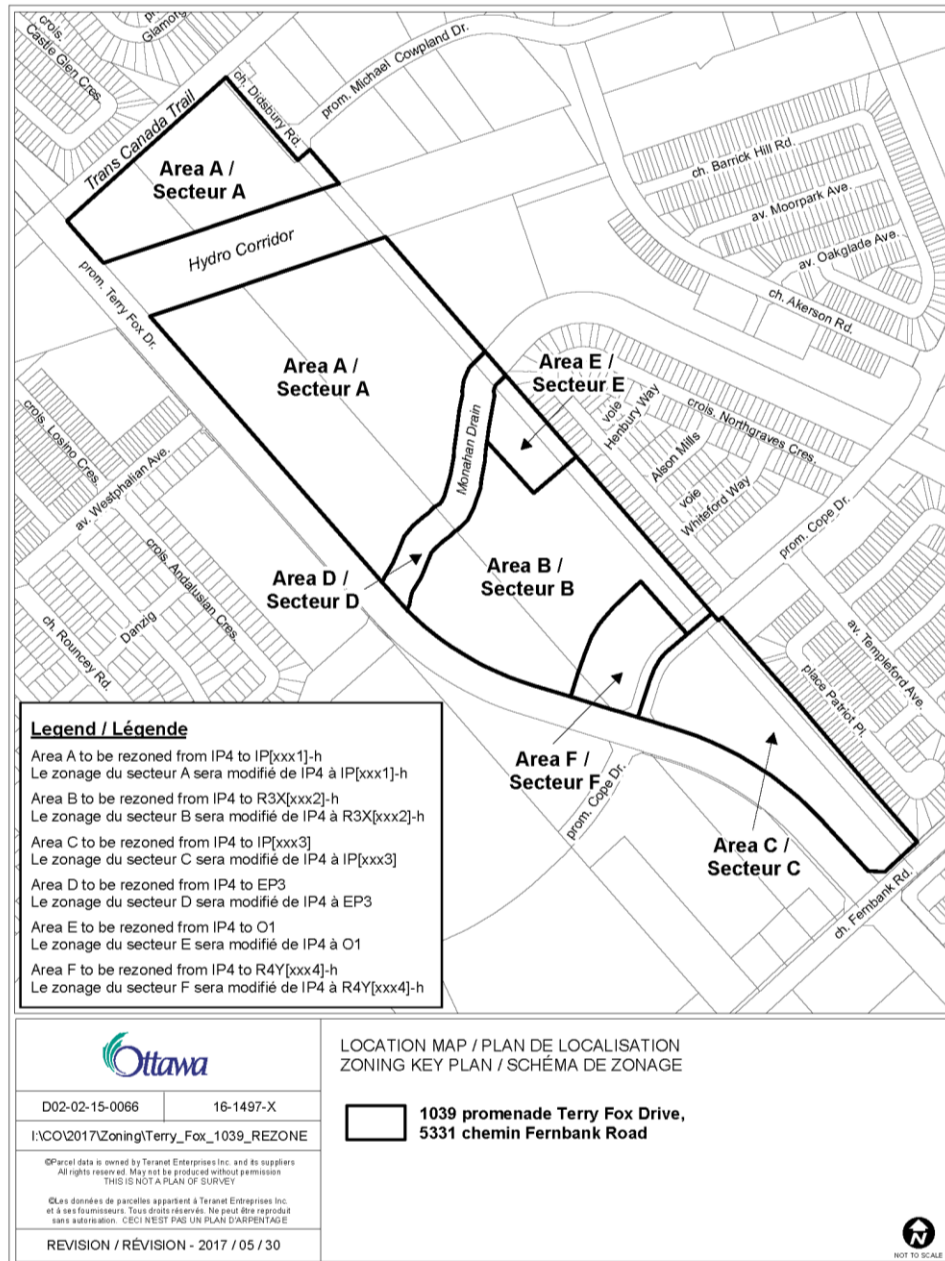 crois.
Castle Glen Cres.
crt.
Glamorg
Trans Canada Trail
ch. Didsbury Rd.
prom. Michael Cowpland Dr.
Area A /
Secteur A
Hydro Corridor
ch. Barrick Hill Rd.
av. Moorpark Ave.
av. Oakglade Ave.
ch. Akerson Rd.
prom. Terry Fox Dr.
Area A /
Secteur A
Area E /
Secteur E
Monahan Drain
voie
Henbury Way
crois. Northgraves Cres.
Alson Mills
voie
Whiteford Way
prom. Cope Dr.
crois. Losino Cres.
av. Westphalian Ave.
crois. Andalusian Cres.
Danzig
ch. Rouncey Rd.
Area D /
Secteur D
Area B /
Secteur B
av. Templeford Ave.
place Patriot Pl.
Area F /
Secteur F
prom. Cope Dr.
Area C /
Secteur C
ch. Fernbank Rd.
Legend / Légende
Area A to be rezoned from IP4 to IP[xxx1]-h
Le zonage du secteur A sera modifié de IP4 à IP[xxx1]-h
Area B to be rezoned from IP4 to R3X[xxx2]-h
Le zonage du secteur B sera modifié de IP4 à R3X[xxx2]-h
Area C to be rezoned from IP4 to IP[xxx3]
Le zonage du secteur C sera modifié de IP4 à IP[xxx3]
Area D to be rezoned from IP4 to EP3
Le zonage du secteur D sera modifié de IP4 à EP3
Area E to be rezoned from IP4 to O1
Le zonage du secteur E sera modifié de IP4 à O1
Area F to be rezoned from IP4 to R4Y[xxx4]-h
Le zonage du secteur F sera modifié de IP4 à R4Y[xxx4]-h
Ottawa
D02-02-15-0066
16-1497-X
I:\CO\2017\Zoning\Terry_Fox_1039_REZONE
©Parcel data is owned by Teranet Enterprises Inc. and its suppliers
All rights reserved. May not be produced without permission
THIS IS NOT A PLAN OF SURVEY
©Les données de parcelles appartient à Teranet Entreprises Inc.
et à ses fournisseurs. Tous droits réservés. Ne peut être reproduit
sans autorisation. CECI N'EST PAS UN PLAN D'ARPENTAGE
REVISION / RÉVISION - 2017 / 05 / 30
LOCATION MAP / PLAN DE LOCALISATION
ZONING KEY PLAN / SCHÉMA DE ZONAGE
1039 promenade Terry Fox Drive,
5331 chemin Fernbank Road
N
NOT TO SCALE